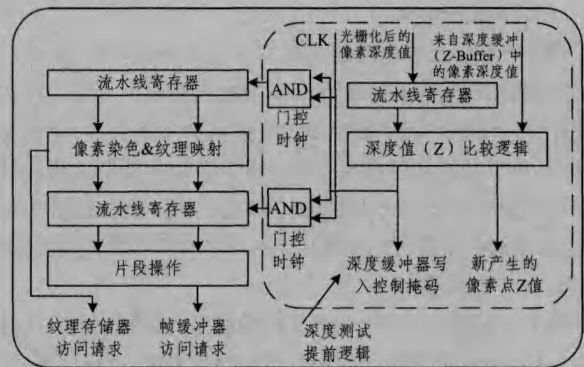 CLK
光栅化后的
像素深度值
来自深度缓冲
(Z-Buffer)中
的像素深度值
流水线寄存器
AND
门控
时钟
流水线寄存器
像素染色&纹理映射
深度值(Z)比较逻辑
流水线寄存器
AND
门控
时钟
片段操作
深度缓冲器写
入控制掩码
新产生的
像素点Z值
纹理存储器
访问请求
帧缓冲器
访问请求
深度测试
提前逻辑